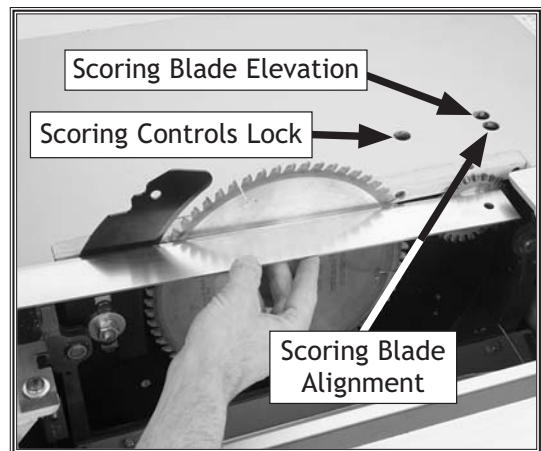 Scoring Blade Elevation
Scoring Controls Lock
Scoring Blade
Alignment